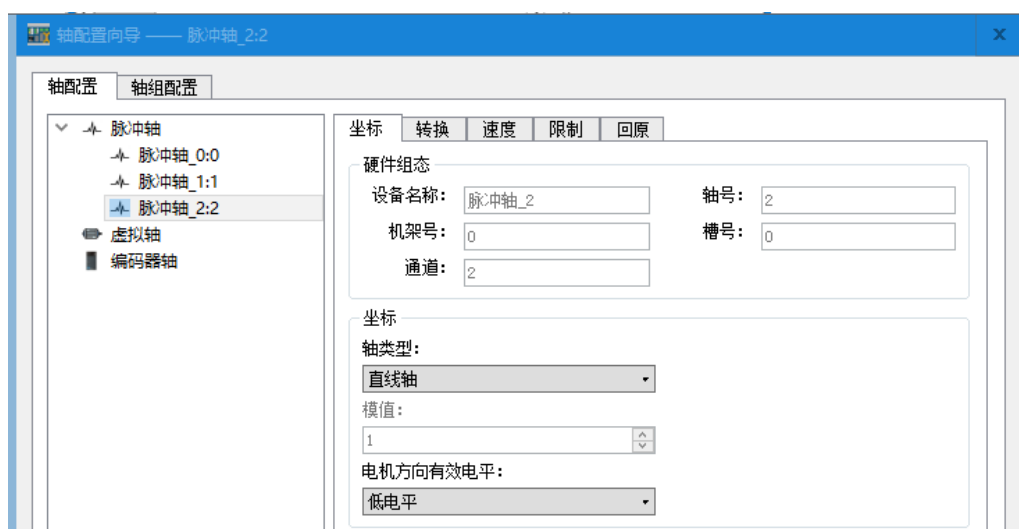 轴配置向导 —— 脉冲轴_2:2
轴配置 轴组配置
脉冲轴
脉冲轴_0:0
脉冲轴_1:1
脉冲轴_2:2
虚拟轴
编码器轴
坐标 转换 速度 限制 回原
硬件组态
设备名称: 脉冲轴_2 轴号: 2
机架号: 0 槽号: 0
通道: 2
坐标
轴类型:
直线轴
模值:
1
电机方向有效电平:
低电平